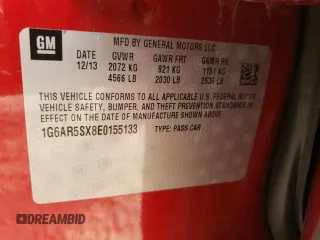 GM
MFD BY GENERAL MOTORS LLC
DATE GVWR GAWR FRT GAWR RR
12/13 2072 KG 921 KG 1151 KG
4566 LB 2030 LB 2536 LB
THIS VEHICLE CONFORMS TO ALL APPLICABLE U.S. FEDERAL MOTOR
VEHICLE SAFETY, BUMPER, AND THEFT PREVENTION STANDARDS IN
EFFECT ON THE DATE OF MANUFACTURE SHOWN ABOVE.
1G6AR5SX8E0155133 TYPE: PASS CAR
DREAMBID